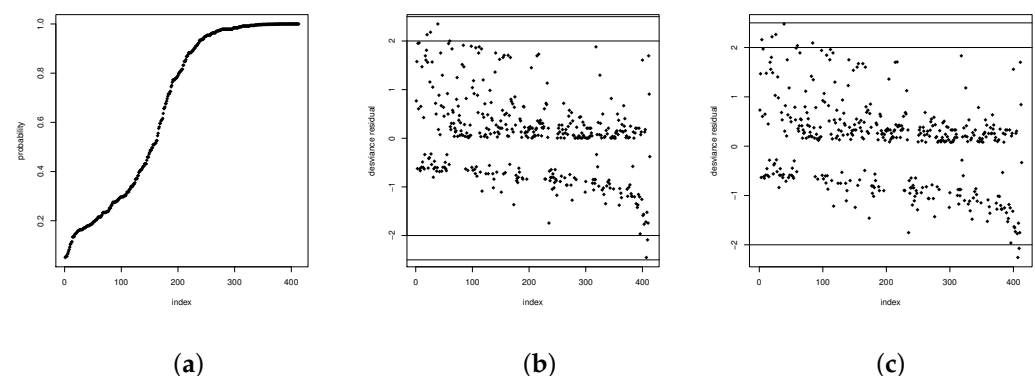 probability
0.2 0.4 0.6 0.8 1.0
0 100 200 300 400
index
(a)
desviance residual
-2 -1 0 1 2
0 100 200 300 400
index
(b)
desviance residual
-2 -1 0 1 2
0 100 200 300 400
index
(c)